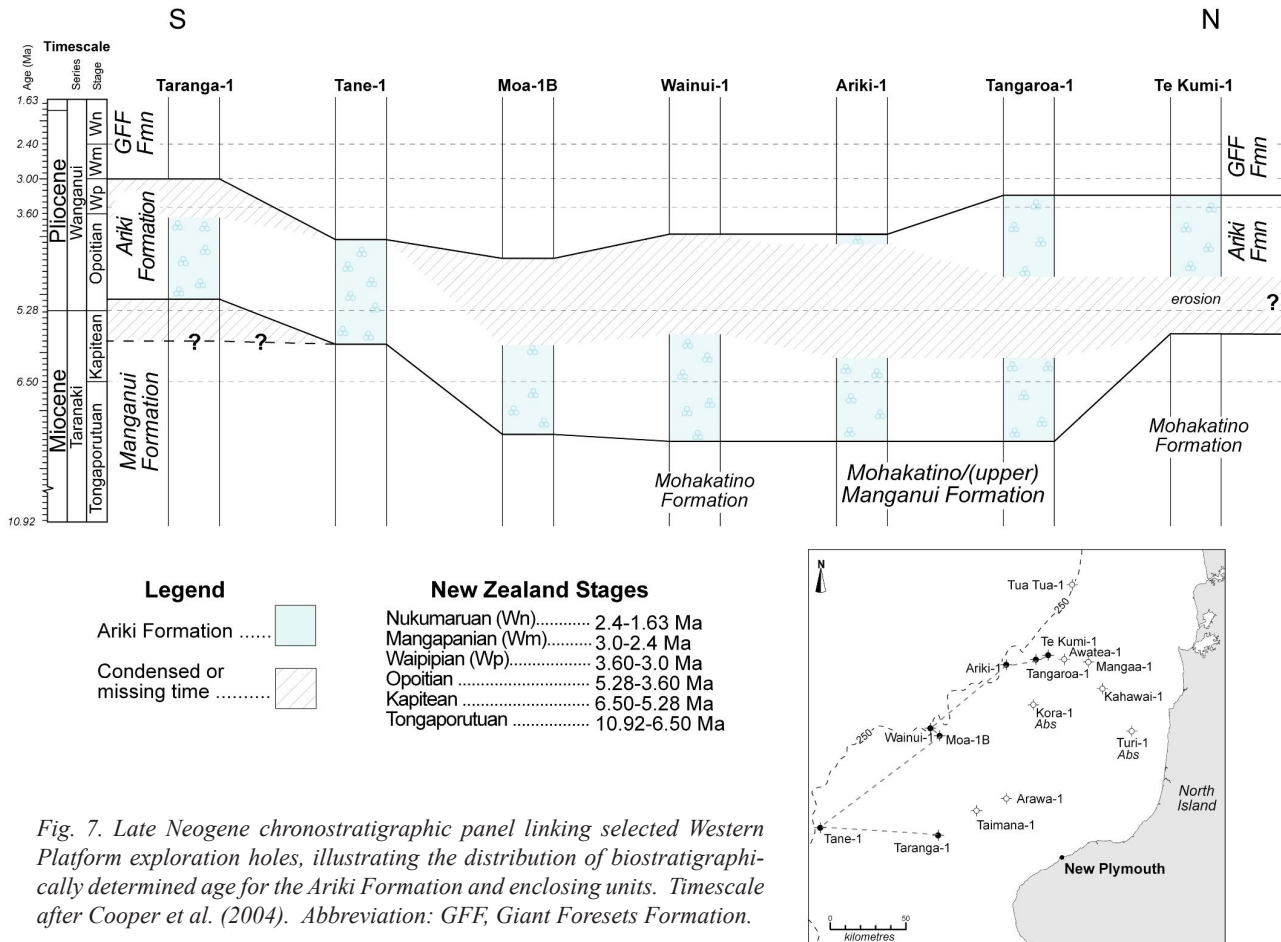 S
N
Timescale
Age (Ma)
Series
Stage
Taranga-1
Tane-1
Moa-1B
Wainui-1
Ariki-1
Tangaroa-1
Te Kumi-1
1.63
2.40
3.00
3.60
5.28
6.50
10.92
Pliocene
Miocene
Wanganui
Taranaki
Wn
Wm
Wp
Opoitian
Kapitean
Tongaporutuan
GFF
Fmn
Ariki
Formation
Manganui
Formation
?
?
GFF
Fmn
Ariki
Fmn
erosion
?
Mohakatino
Formation
Mohakatino/(upper)
Manganui Formation
Mohakatino
Formation
Legend
Ariki Formation ......
Condensed or
missing time ..........
New Zealand Stages
Nukumaruan (Wn)............ 2.4-1.63 Ma
Mangapanian (Wm)......... 3.0-2.4 Ma
Waipipian (Wp)................ 3.60-3.0 Ma
Opoitian ........................... 5.28-3.60 Ma
Kapitean .......................... 6.50-5.28 Ma
Tongaporutuan ................ 10.92-6.50 Ma
N
Tua Tua-1
250
Te Kumi-1
Awatea-1
Ariki-1
Mangaa-1
Tangaroa-1
Kahawai-1
Kora-1
Abs
250
Wainui-1
Moa-1B
Turi-1
Abs
North
Island
Arawa-1
Taimana-1
Tane-1
Taranga-1
New Plymouth
0
50
kilometres
Fig. 7. Late Neogene chronostratigraphic panel linking selected Western
Platform exploration holes, illustrating the distribution of biostratigraphi-
cally determined age for the Ariki Formation and enclosing units. Timescale
after Cooper et al. (2004). Abbreviation: GFF, Giant Foresets Formation.